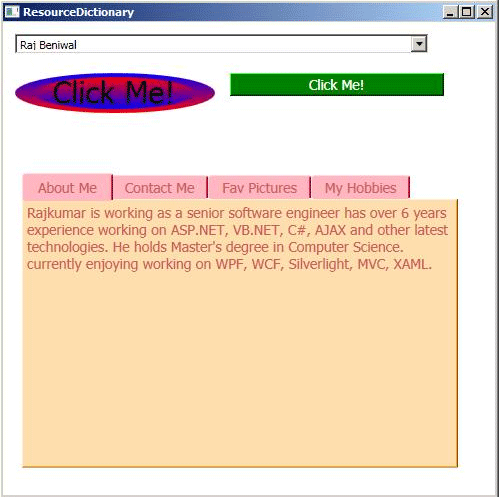 ResourceDictionary
Raj Beniwal
Click Me!
Click Me!
About Me
Contact Me
Fav Pictures
My Hobbies
Rajkumar is working as a senior software engineer has over 6 years
experience working on ASP.NET, VB.NET, C#, AJAX and other latest
technologies. He holds Master's degree in Computer Science.
currently enjoying working on WPF, WCF, Silverlight, MVC, XAML.